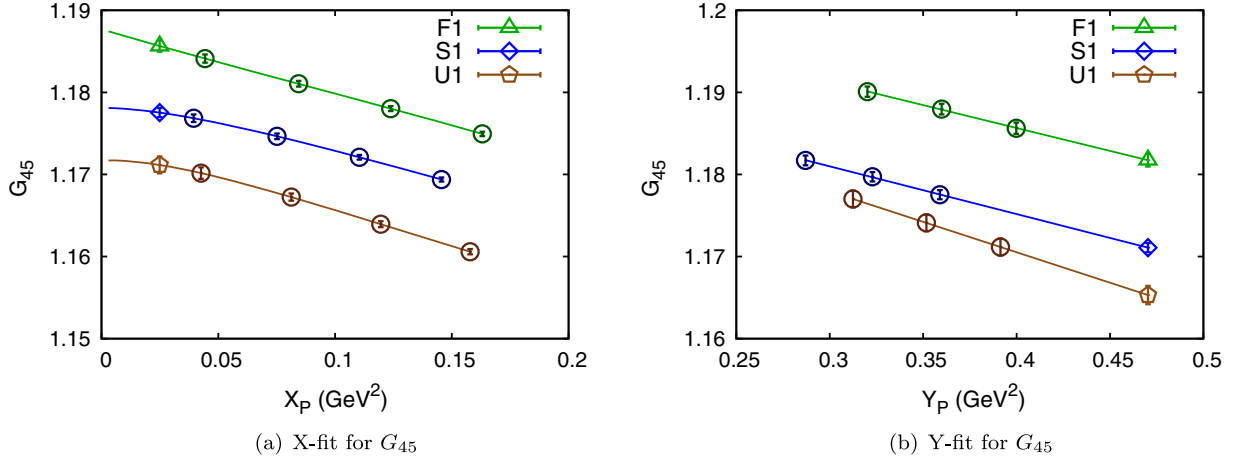 1.19
1.18
1.17
1.16
1.15
G45
0
0.05
0.1
0.15
0.2
X_P (GeV²)
F1
S1
U1
(a) X-fit for G45
1.2
1.19
1.18
1.17
1.16
G45
0.25
0.3
0.35
0.4
0.45
0.5
Y_P (GeV²)
F1
S1
U1
(b) Y-fit for G45